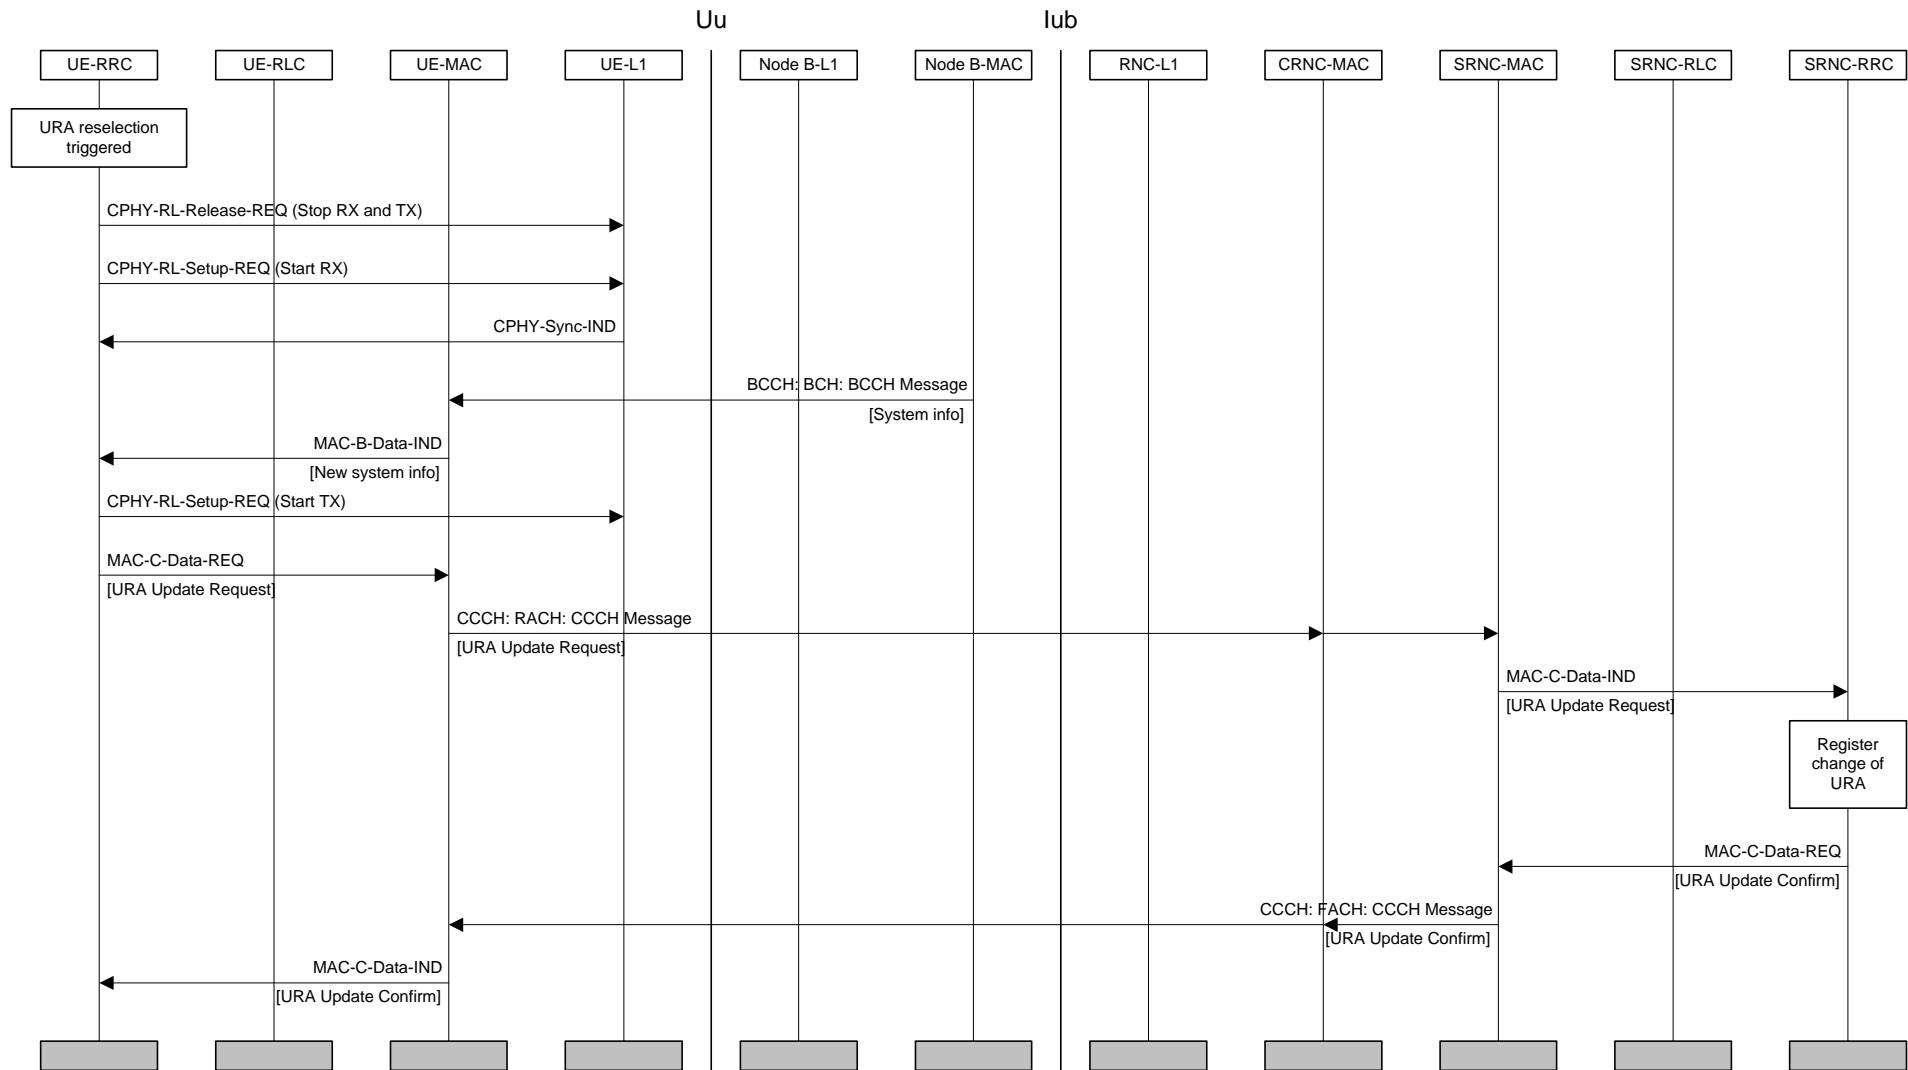 Uu
Iub
UE-RRC
UE-RLC
UE-MAC
UE-L1
Node B-L1
Node B-MAC
RNC-L1
CRNC-MAC
SRNC-MAC
SRNC-RLC
SRNC-RRC
URA reselection
triggered
CPHY-RL-Release-REQ (Stop RX and TX)
CPHY-RL-Setup-REQ (Start RX)
CPHY-Sync-IND
BCCH: BCH: BCCH Message
[System info]
MAC-B-Data-IND
[New system info]
CPHY-RL-Setup-REQ (Start TX)
MAC-C-Data-REQ
[URA Update Request]
CCCH: RACH: CCCH Message
[URA Update Request]
MAC-C-Data-IND
[URA Update Request]
Register
change of
URA
MAC-C-Data-REQ
[URA Update Confirm]
CCCH: FACH: CCCH Message
[URA Update Confirm]
MAC-C-Data-IND
[URA Update Confirm]